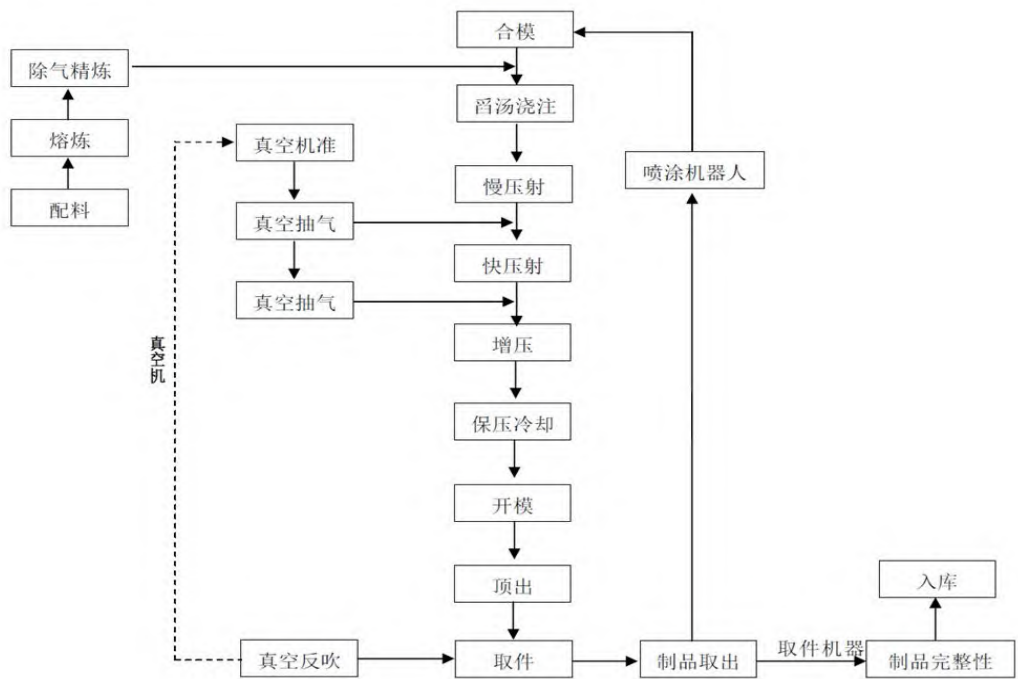 合模
除气精炼
舀汤浇注
熔炼
真空机准
喷涂机器人
慢压射
配料
真空抽气
快压射
真空抽气
增压
真空机
保压冷却
开模
顶出
入库
真空反吹
取件
制品取出
取件机器
制品完整性